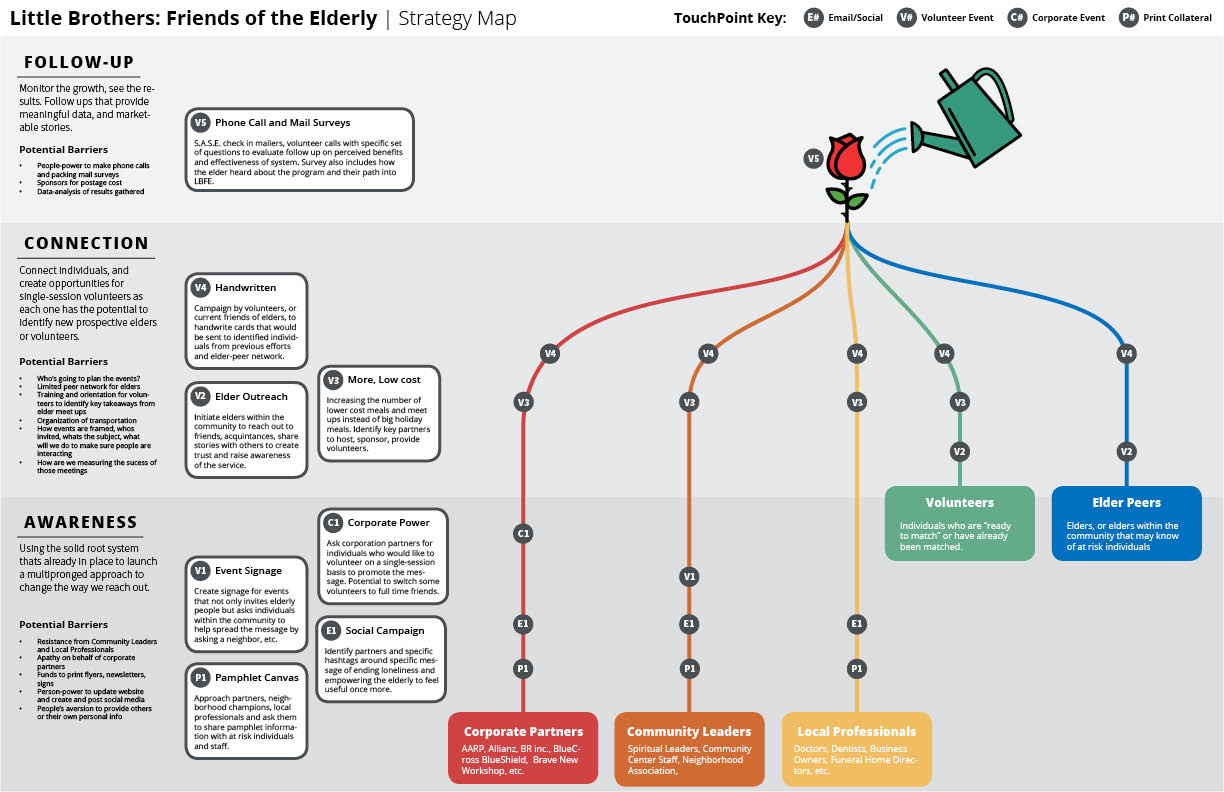 Little Brothers: Friends of the Elderly | Strategy Map
TouchPoint Key:
E# Email/Social
V# Volunteer Event
C# Corporate Event
P# Print Collateral
FOLLOW-UP
Monitor the growth, see the re-
sults. Follow ups that provide
meaningful data, and market-
able stories.
Potential Barriers
• People-power to make phone calls
and packing mail surveys
• Sponsors for postage cost
• Data-analysis of results gathered
V5 Phone Call and Mail Surveys
S.A.S.E. check in mailers, volunteer calls with specific set
of questions to evaluate follow up on perceived benefits
and effectiveness of system. Survey also includes how
the elder heard about the program and their path into
LBFE.
V5
CONNECTION
Connect individuals, and
create opportunities for
single-session volunteers as
each one has the potential to
identify new prospective elders
or volunteers.
Potential Barriers
• Who's going to plan the events?
• Limited peer network for elders
• Training and orientation for volun-
teers to identify key takeaways from
elder meet ups
• Organization of transportation
• How events are framed, whos
invited, whats the subject, what
will we do to make sure people are
interacting
• How are we measuring the sucess of
those meetings
V4 Handwritten
Campaign by volunteers, or
current friends of elders, to
handwrite cards that would
be sent to identified individ-
uals from previous efforts
and elder-peer network.
V3 More, Low cost
Increasing the number of
lower cost meals and meet
ups instead of big holiday
meals. Identify key partners
to host, sponsor, provide
volunteers.
V2 Elder Outreach
Initiate elders within the
community to reach out to
friends, acquintances, share
stories with others to create
trust and raise awareness
of the service.
V4 V4 V4 V4 V4
V3 V3 V3 V3
V2 V2
Volunteers
Individuals who are "ready
to match" or have already
been matched.
Elder Peers
Elders, or elders within the
community that may know
of at risk individuals
AWARENESS
Using the solid root system
thats already in place to launch
a multipronged approach to
change the way we reach out.
Potential Barriers
• Resistance from Community Leaders
and Local Professionals
• Apathy on behalf of corporate
partners
• Funds to print flyers, newsletters,
signs
• Person-power to update website
and create and post social media
• People's aversion to provide others
or their own personal info
C1 Corporate Power
Ask corporation partners for
individuals who would like to
volunteer on a single-session
basis to promote the mes-
sage. Potential to switch some
volunteers to full time friends.
V1 Event Signage
Create signage for events
that not only invites elderly
people but asks individuals
within the community to
help spread the message by
asking a neighbor, etc.
E1 Social Campaign
Identify partners and specific
hashtags around specific mes-
sage of ending loneliness and
empowering the elderly to feel
useful once more.
P1 Pamphlet Canvas
Approach partners, neigh-
borhood champions, local
professionals and ask them
to share pamphlet informa-
tion with at risk individuals
and staff.
C1
V1
E1 E1 E1
P1 P1 P1
Corporate Partners
AARP, Allianz, BR inc., BlueC-
ross BlueShield, Brave New
Workshop, etc.
Community Leaders
Spiritual Leaders, Community
Center Staff, Neighborhood
Association,
Local Professionals
Doctors, Dentists, Business
Owners, Funeral Home Direc-
tors, etc.